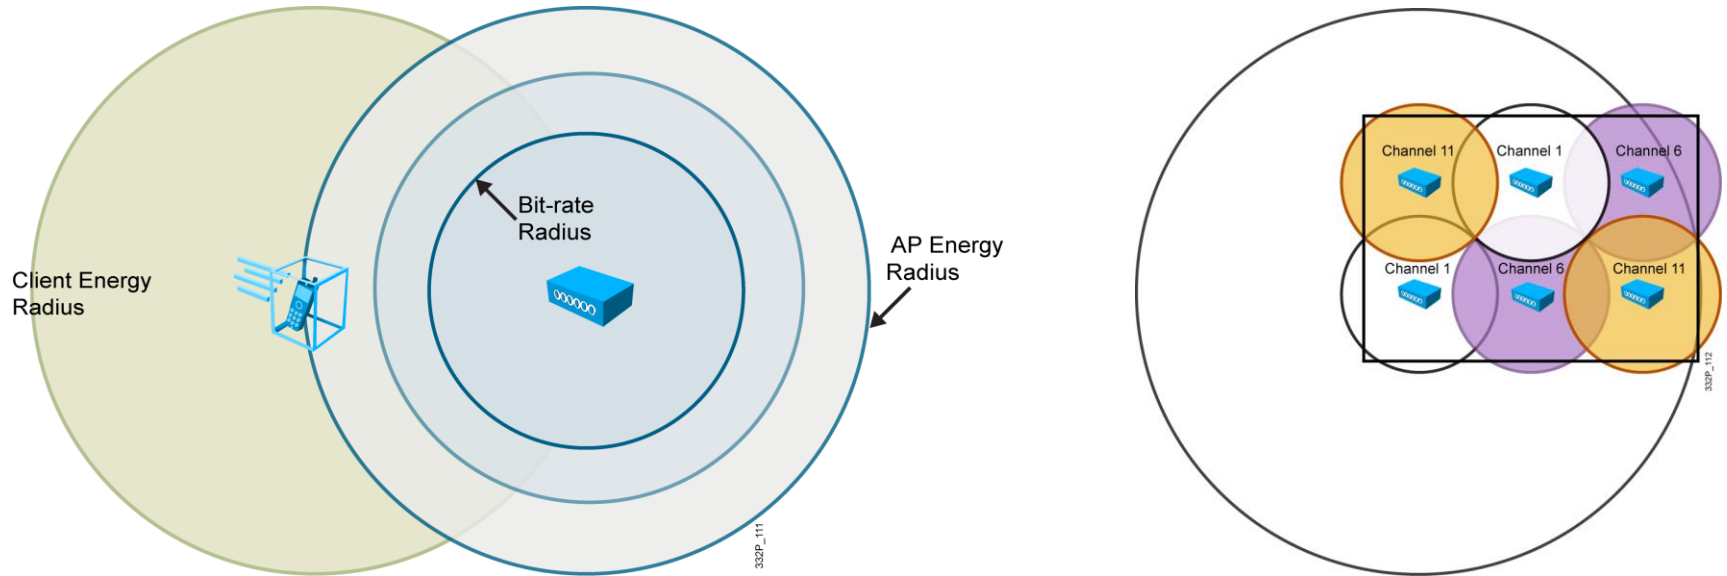 Client Energy
Radius
Bit-rate
Radius
AP Energy
Radius
332P_111
Channel 11
Channel 1
Channel 6
Channel 1
Channel 6
Channel 11
332P_112